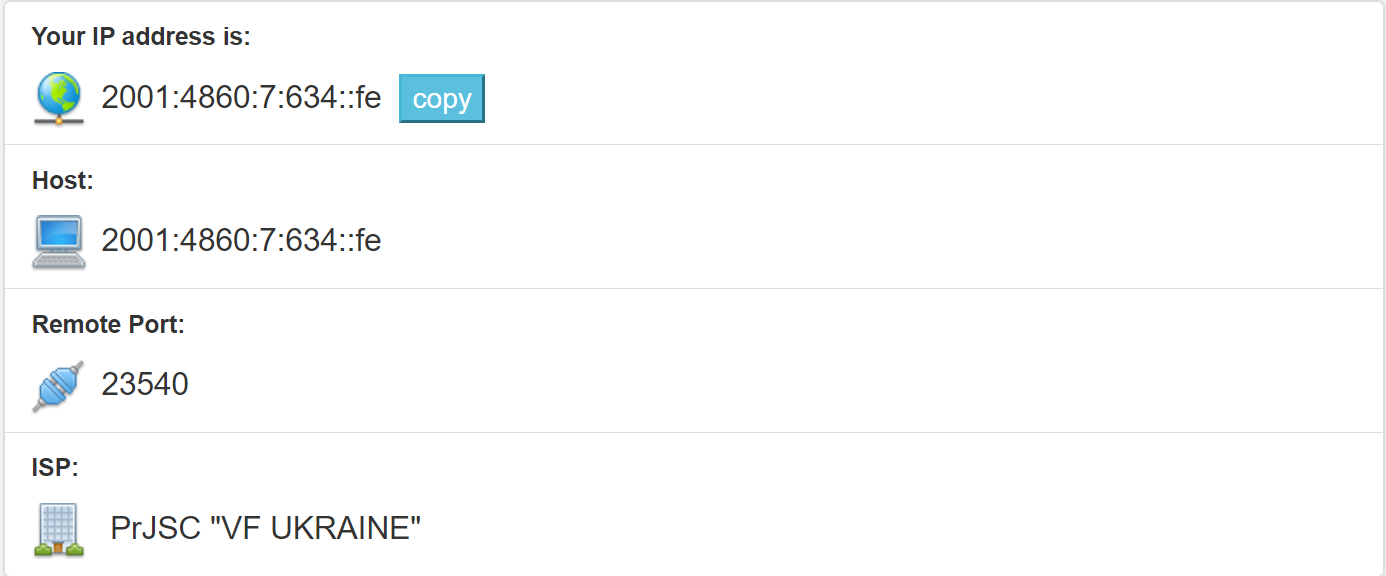 Your IP address is:
2001:4860:7:634::fe copy
Host:
2001:4860:7:634::fe
Remote Port:
23540
ISP:
PrJSC "VF UKRAINE"